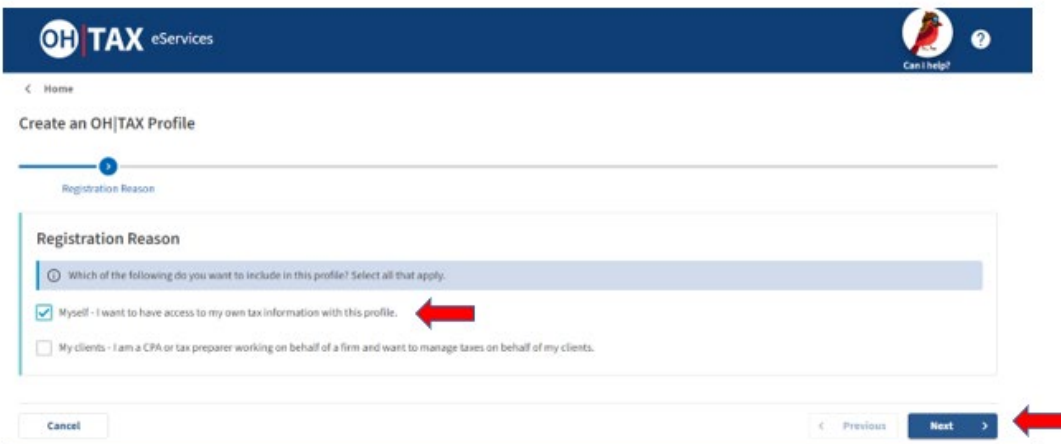 OH|TAX eServices
Can I help?
?
< Home
Create an OH|TAX Profile
Registration Reason
Registration Reason
Which of the following do you want to include in this profile? Select all that apply.
Myself - I want to have access to my own tax information with this profile.
My clients - I am a CPA or tax preparer working on behalf of a firm and want to manage taxes on behalf of my clients.
Cancel
< Previous
Next >